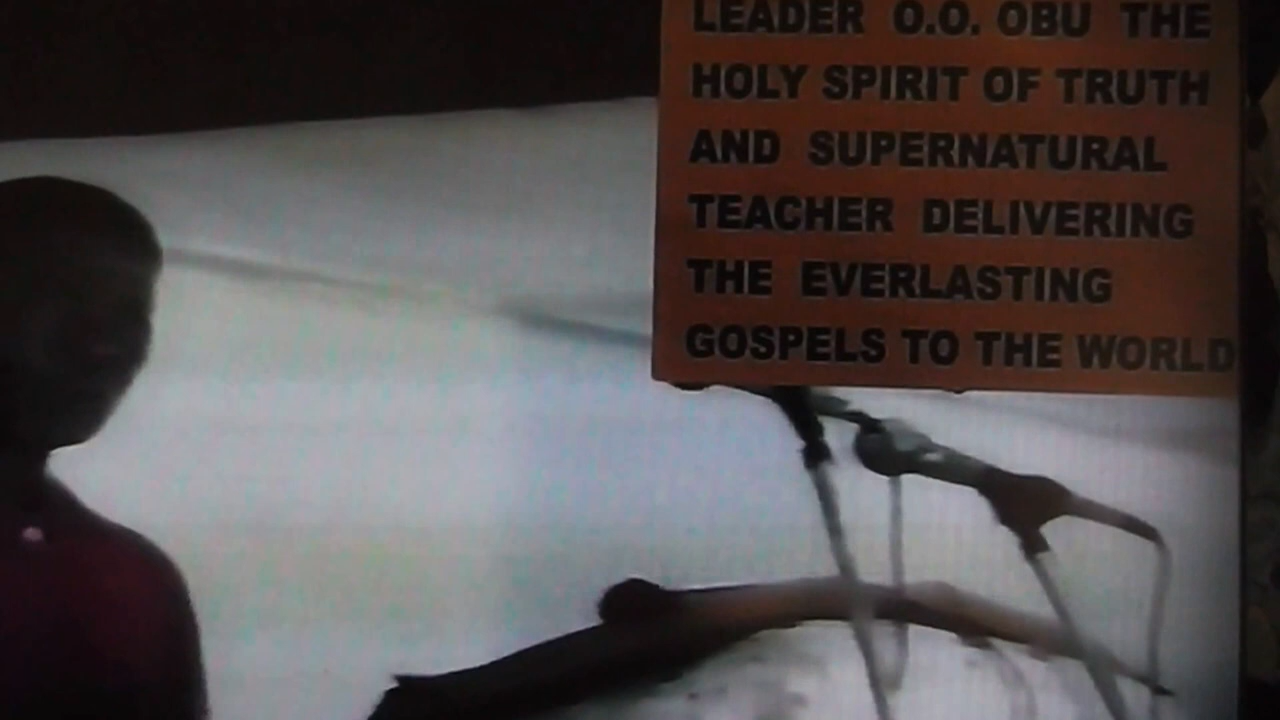 LEADER O.O. OBU THE
HOLY SPIRIT OF TRUTH
AND SUPERNATURAL
TEACHER DELIVERING
THE EVERLASTING
GOSPELS TO THE WORLD